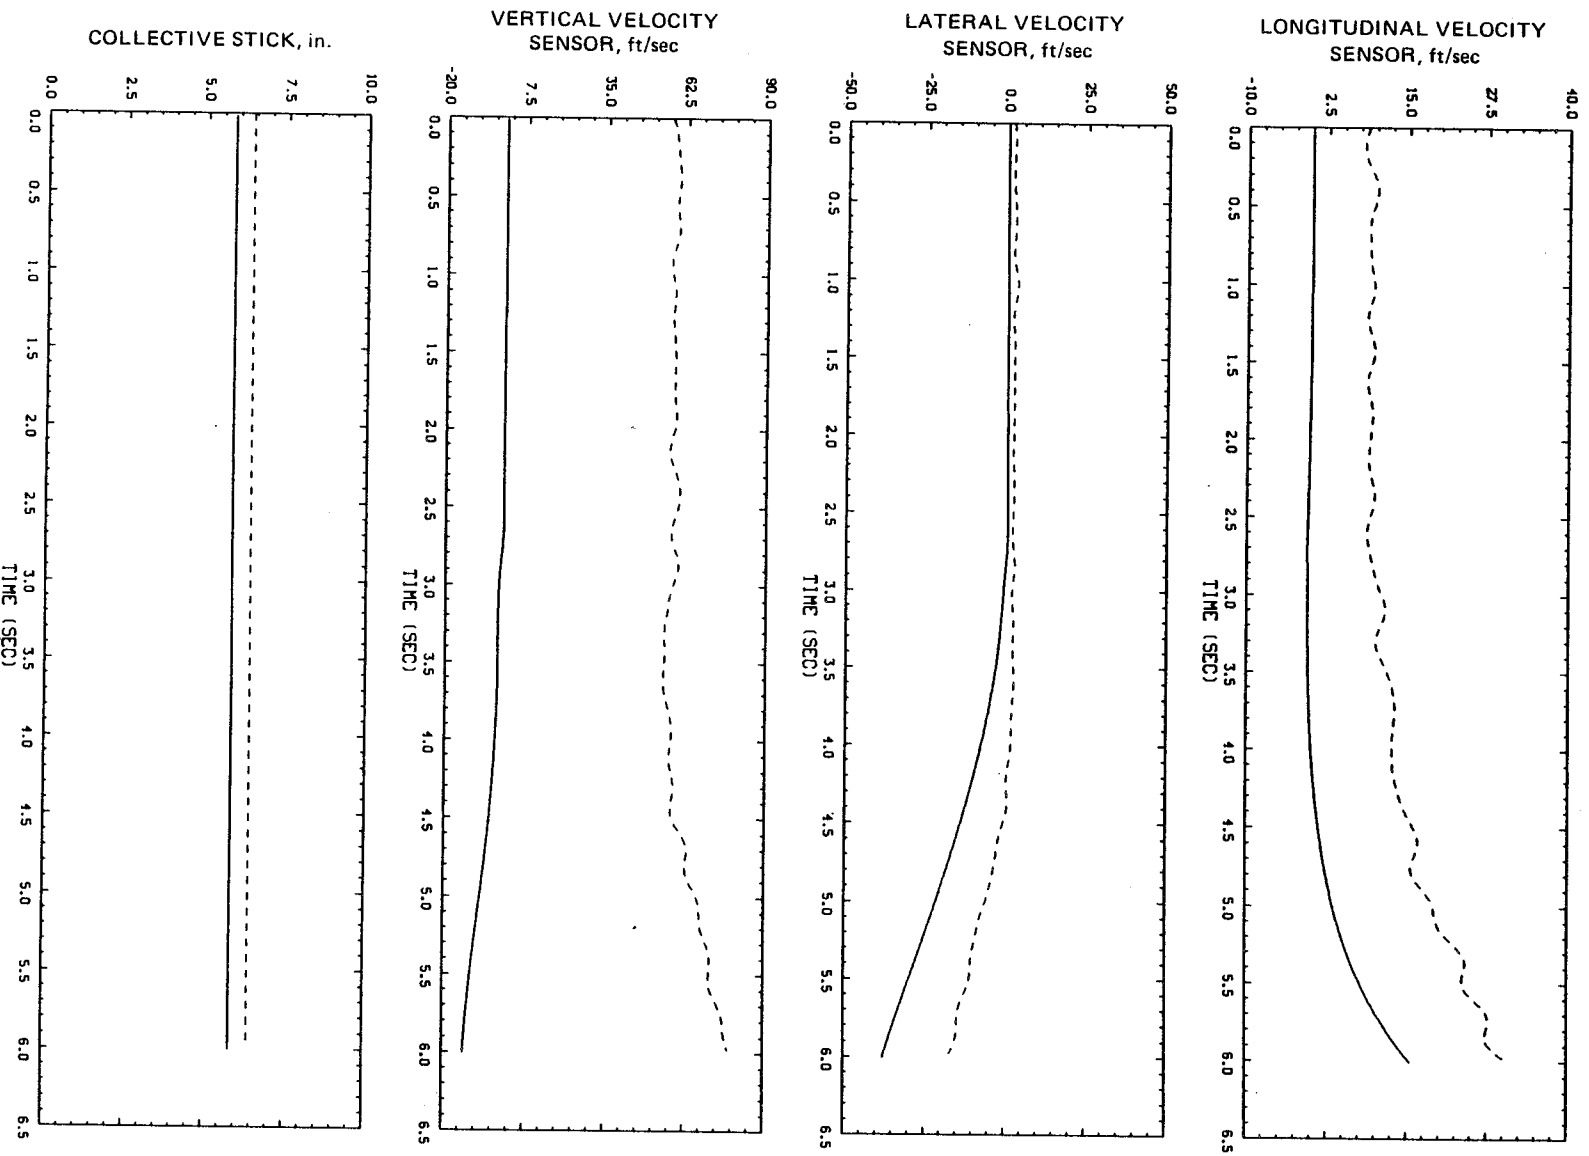 COLLECTIVE STICK, in.
0.0 2.5 5.0 7.5 10.0
0.0 0.5 1.0 1.5 2.0 2.5 3.0 3.5 4.0 4.5 5.0 5.5 6.0 6.5
TIME (SEC)
VERTICAL VELOCITY
SENSOR, ft/sec
-20.0 7.5 35.0 62.5 90.0
0.0 0.5 1.0 1.5 2.0 2.5 3.0 3.5 4.0 4.5 5.0 5.5 6.0 6.5
TIME (SEC)
LATERAL VELOCITY
SENSOR, ft/sec
-50.0 -25.0 0.0 25.0 50.0
0.0 0.5 1.0 1.5 2.0 2.5 3.0 3.5 4.0 4.5 5.0 5.5 6.0 6.5
TIME (SEC)
LONGITUDINAL VELOCITY
SENSOR, ft/sec
-10.0 2.5 15.0 27.5 40.0
0.0 0.5 1.0 1.5 2.0 2.5 3.0 3.5 4.0 4.5 5.0 5.5 6.0 6.5
TIME (SEC)